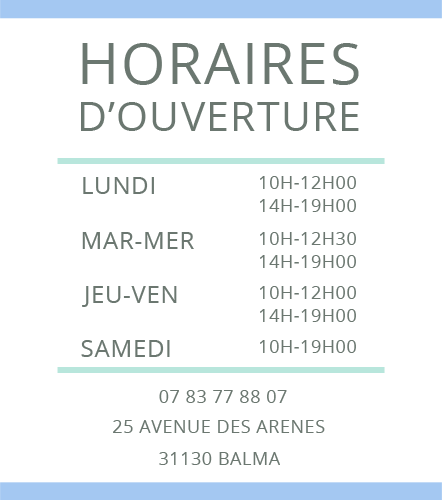 HORAIRES
D'OUVERTURE
LUNDI 10H-12H00
14H-19H00
MAR-MER 10H-12H30
14H-19H00
JEU-VEN 10H-12H00
14H-19H00
SAMEDI 10H-19H00
07 83 77 88 07
25 AVENUE DES ARENES
31130 BALMA